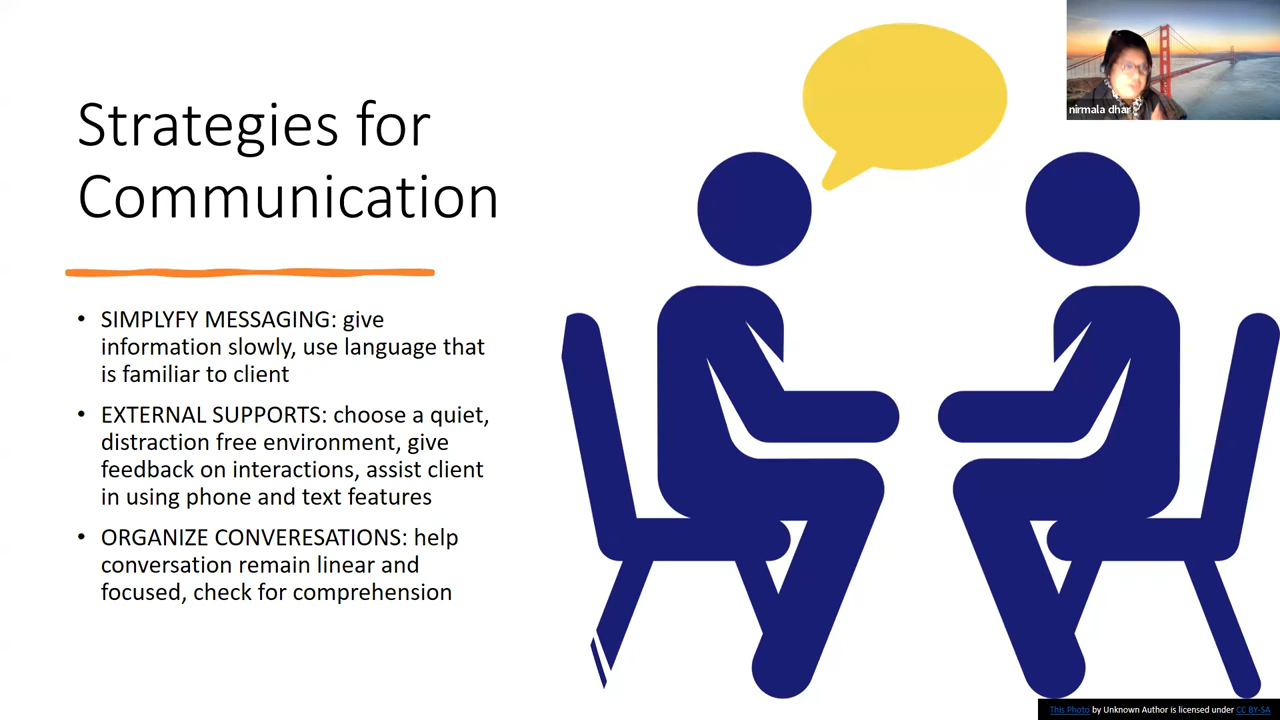 nirmala dhar
Strategies for
Communication
• SIMPLYFY MESSAGING: give
information slowly, use language that
is familiar to client
• EXTERNAL SUPPORTS: choose a quiet,
distraction free environment, give
feedback on interactions, assist client
in using phone and text features
• ORGANIZE CONVERESATIONS: help
conversation remain linear and
focused, check for comprehension
This Photo by Unknown Author is licensed under CC BY-SA